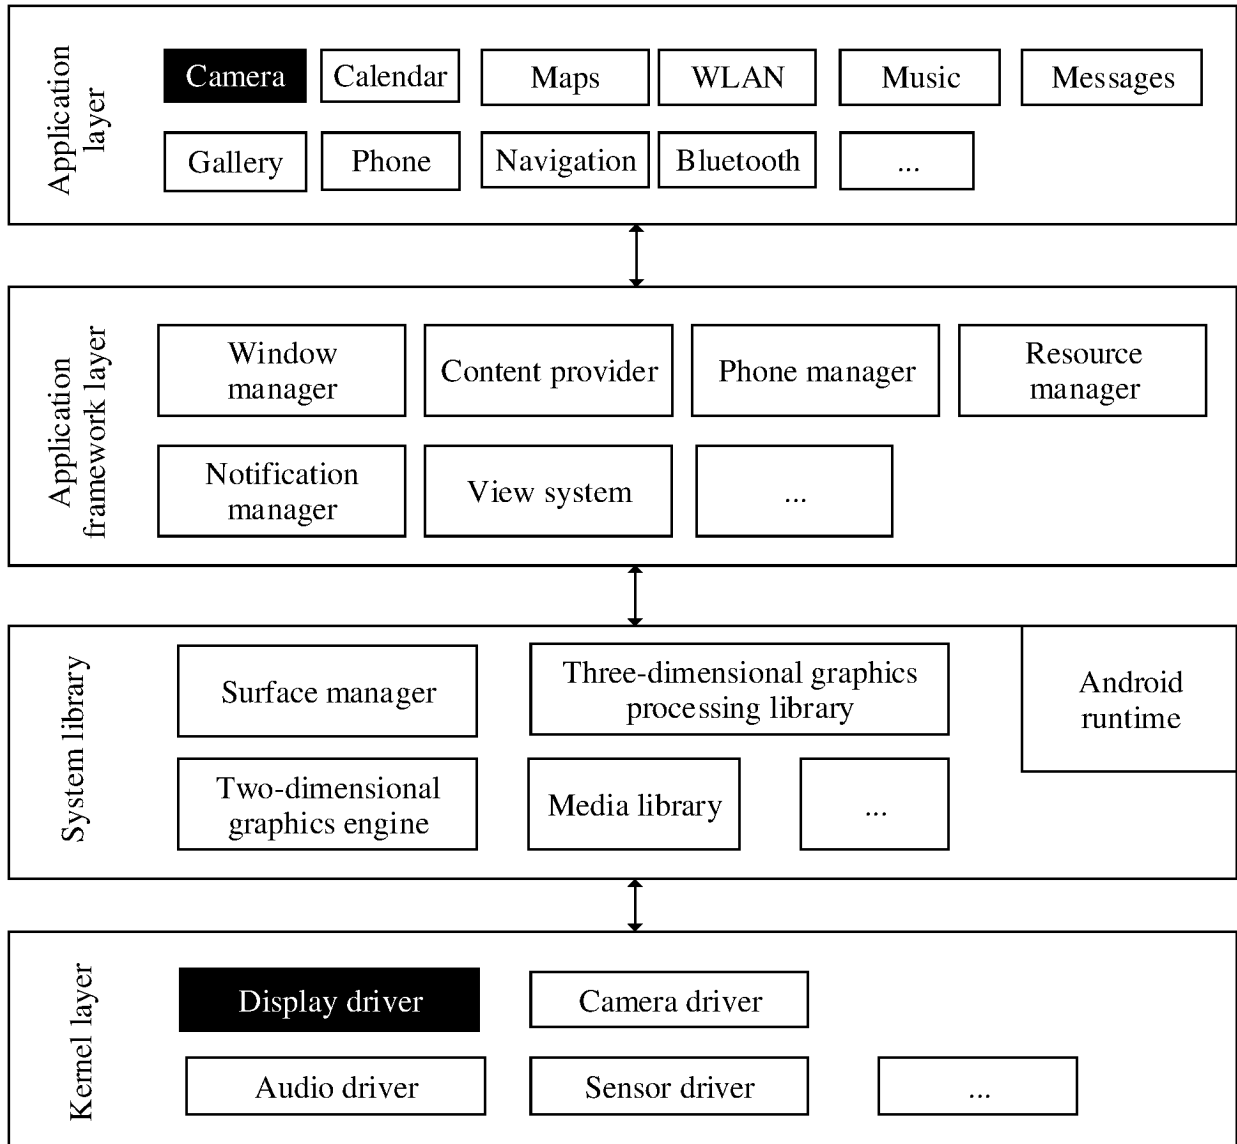 Application
layer
Camera
Calendar
Maps
WLAN
Music
Messages
Gallery
Phone
Navigation
Bluetooth
...
Application
framework layer
Window
manager
Content provider
Phone manager
Resource
manager
Notification
manager
View system
...
System library
Surface manager
Three-dimensional graphics
processing library
Android
runtime
Two-dimensional
graphics engine
Media library
...
Kernel layer
Display driver
Camera driver
Audio driver
Sensor driver
...